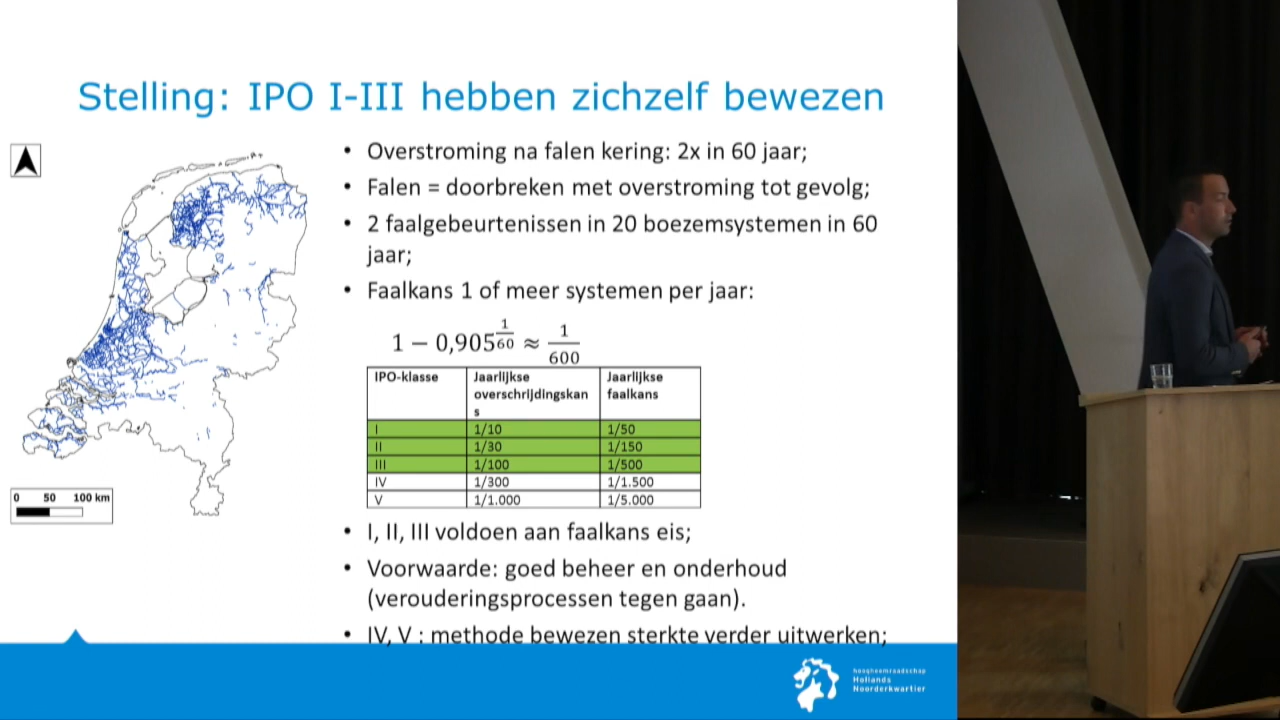 Stelling: IPO I-III hebben zichzelf bewezen
• Overstroming na falen kering: 2x in 60 jaar;
• Falen = doorbreken met overstroming tot gevolg;
• 2 faalgebeurtenissen in 20 boezemsystemen in 60
jaar;
• Faalkans 1 of meer systemen per jaar:
1 − 0,905^(1/60) ≈ 1/600
IPO-klasse Jaarlijkse Jaarlijkse
overschrijdingskan faalkans
s
I 1/10 1/50
II 1/30 1/150
III 1/100 1/500
IV 1/300 1/1.500
V 1/1.000 1/5.000
0 50 100 km
• I, II, III voldoen aan faalkans eis;
• Voorwaarde: goed beheer en onderhoud
(verouderingsprocessen tegen gaan).
• IV, V : methode bewezen sterkte verder uitwerken;
hoogheemraadschap
Hollands
Noorderkwartier